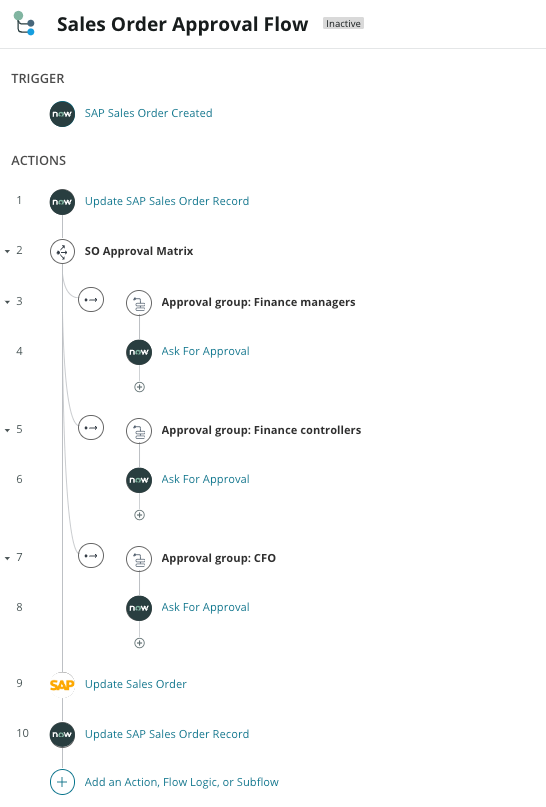 Sales Order Approval Flow Inactive
TRIGGER
now SAP Sales Order Created
ACTIONS
1 now Update SAP Sales Order Record
2 SO Approval Matrix
3 Approval group: Finance managers
4 now Ask For Approval
5 Approval group: Finance controllers
6 now Ask For Approval
7 Approval group: CFO
8 now Ask For Approval
9 SAP Update Sales Order
10 now Update SAP Sales Order Record
Add an Action, Flow Logic, or Subflow